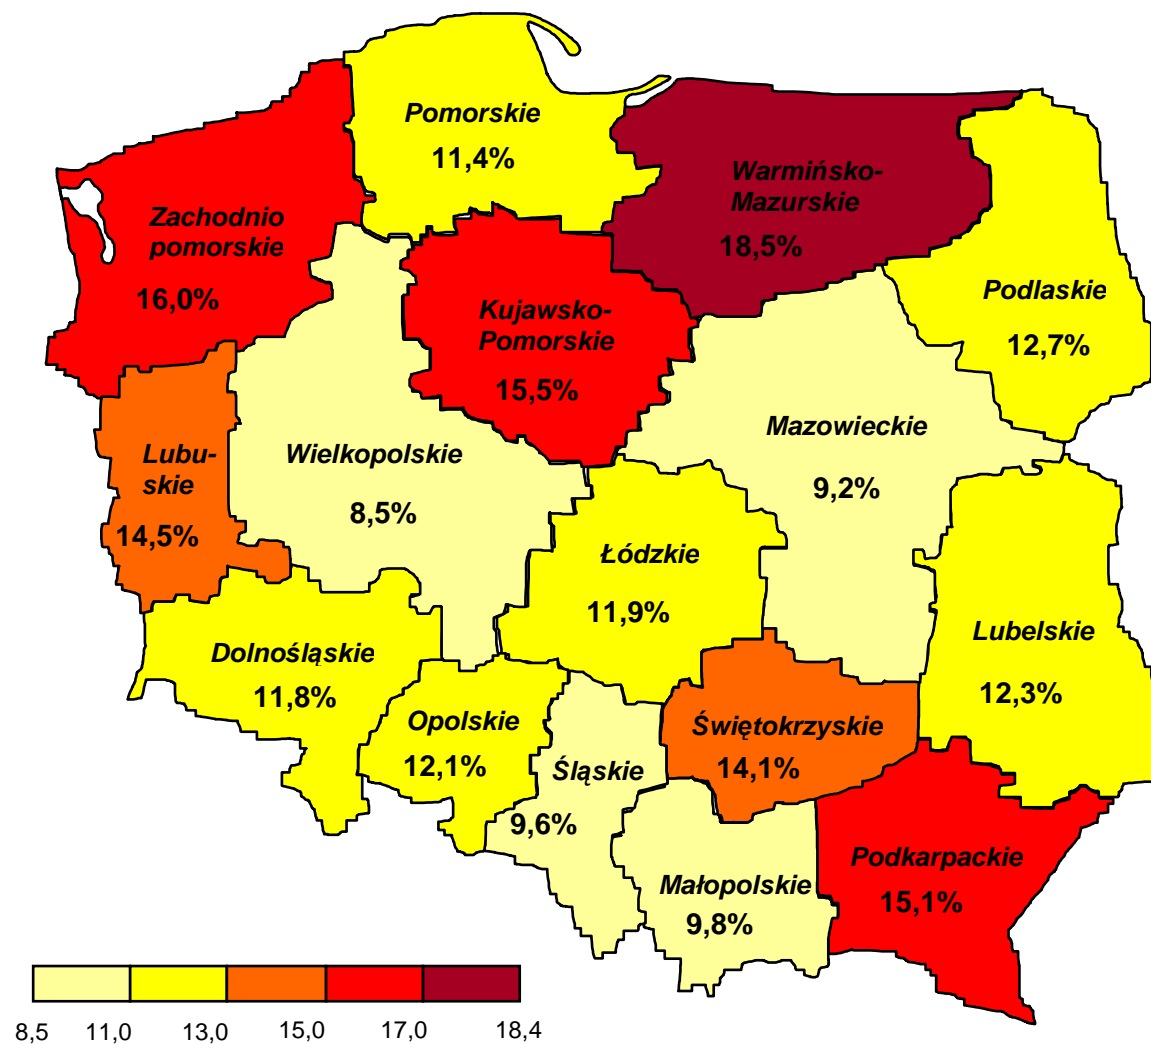 Pomorskie
11,4%
Warmińsko-
Mazurskie
18,5%
Zachodnio
pomorskie
16,0%
Kujawsko-
Pomorskie
15,5%
Podlaskie
12,7%
Lubu-
skie
14,5%
Wielkopolskie
8,5%
Mazowieckie
9,2%
Łódzkie
11,9%
Lubelskie
12,3%
Dolnośląskie
11,8%
Opolskie
12,1%
Śląskie
9,6%
Świętokrzyskie
14,1%
Małopolskie
9,8%
Podkarpackie
15,1%
8,5 11,0 13,0 15,0 17,0 18,4